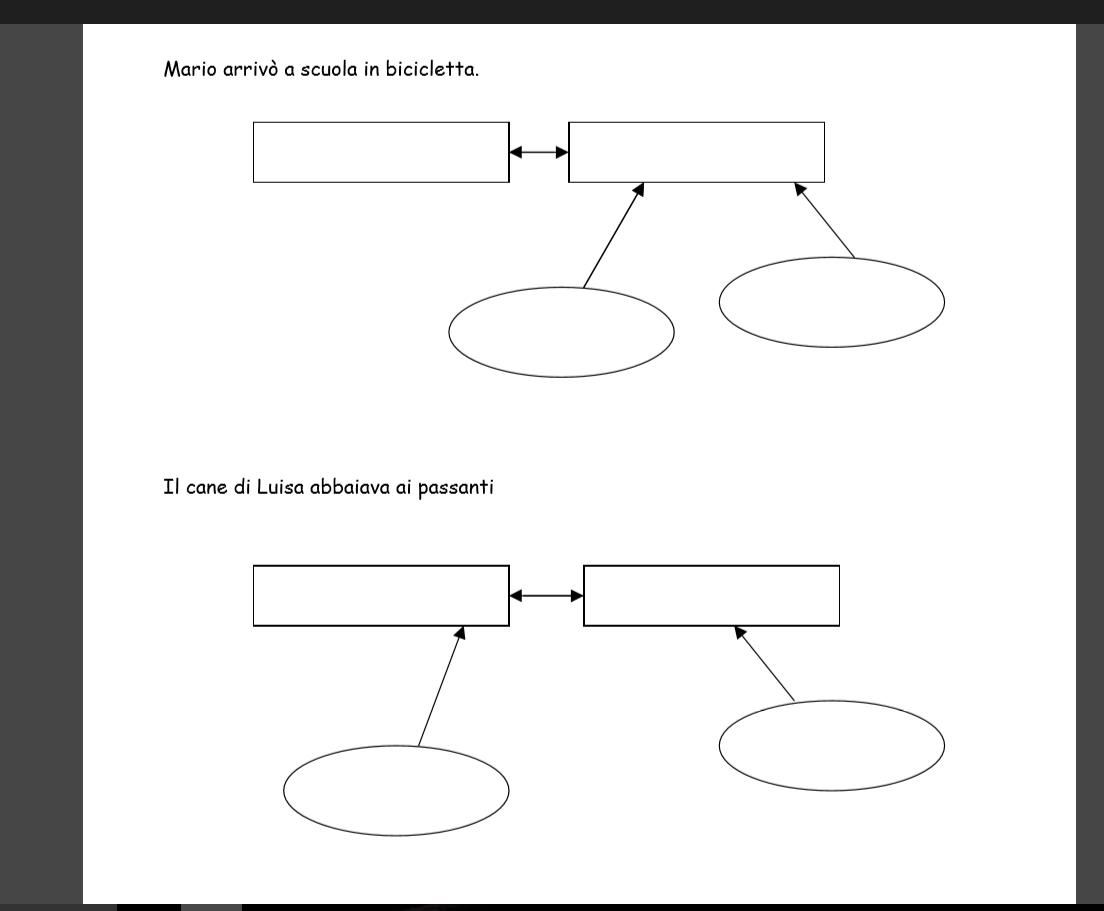 Mario arrivò a scuola in bicicletta.
Il cane di Luisa abbaiava ai passanti